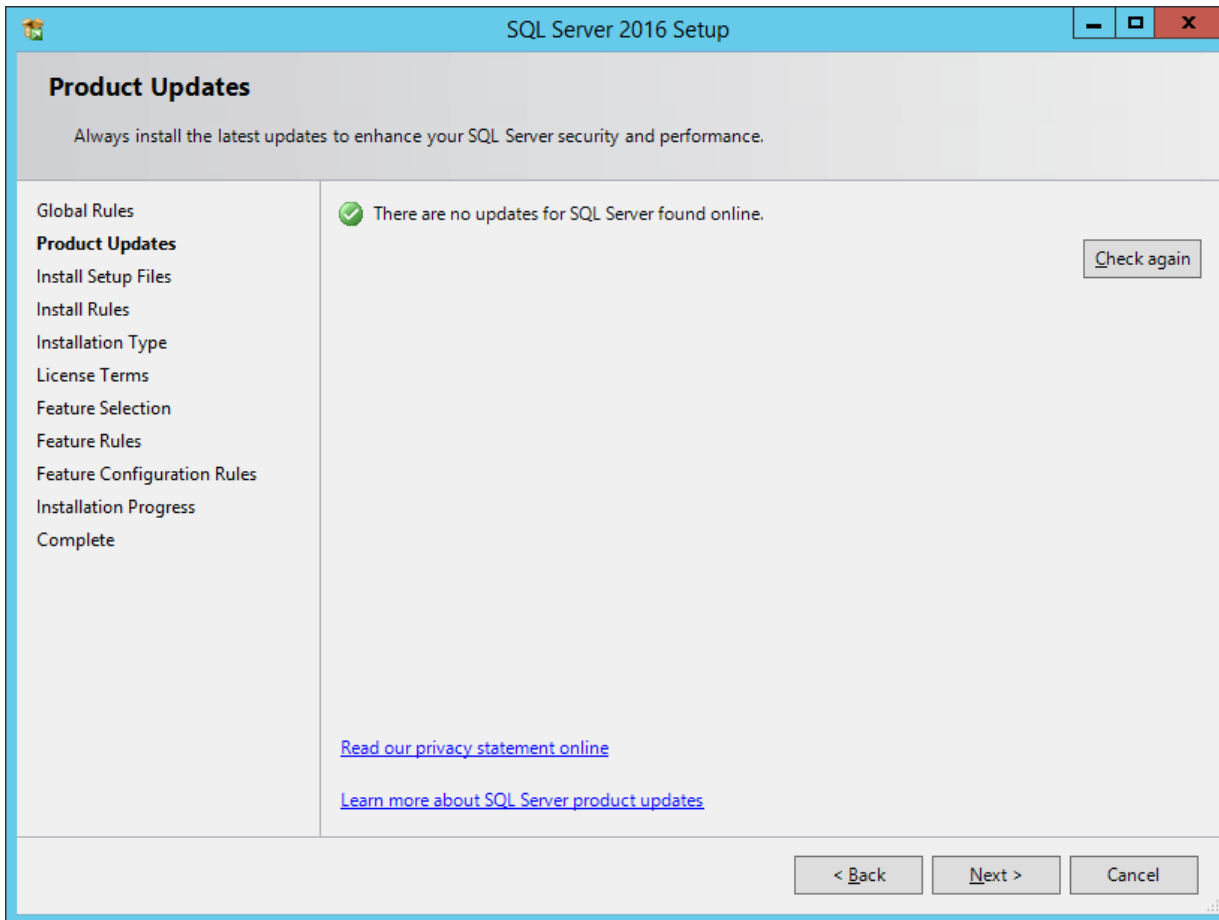 SQL Server 2016 Setup
Product Updates
Always install the latest updates to enhance your SQL Server security and performance.
Global Rules
Product Updates
Install Setup Files
Install Rules
Installation Type
License Terms
Feature Selection
Feature Rules
Feature Configuration Rules
Installation Progress
Complete
There are no updates for SQL Server found online.
Check again
Read our privacy statement online
Learn more about SQL Server product updates
< Back
Next >
Cancel